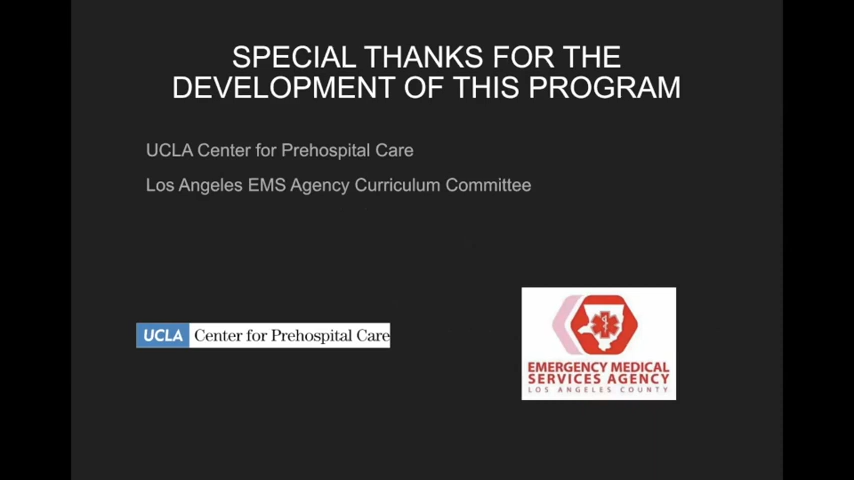 SPECIAL THANKS FOR THE
DEVELOPMENT OF THIS PROGRAM
UCLA Center for Prehospital Care
Los Angeles EMS Agency Curriculum Committee
UCLA Center for Prehospital Care
EMERGENCY MEDICAL
SERVICES AGENCY
LOS ANGELES COUNTY